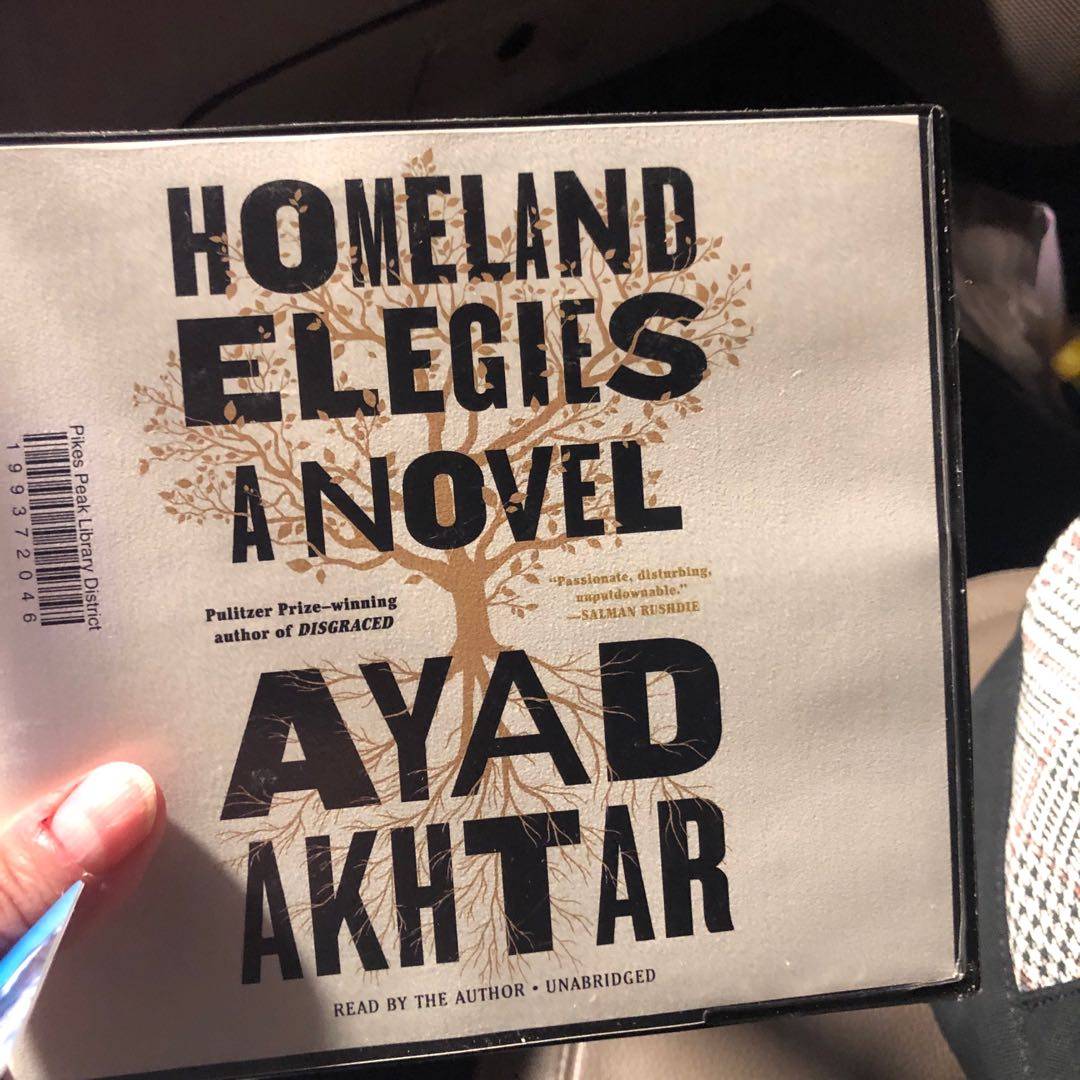 HOMELAND
ELEGIES
A NOVEL
Pulitzer Prize–winning
author of DISGRACED
“Passionate, disturbing,
unputdownable.”
—SALMAN RUSHDIE
AYAD
AKHTAR
READ BY THE AUTHOR • UNABRIDGED
Pikes Peak Library District
199372046